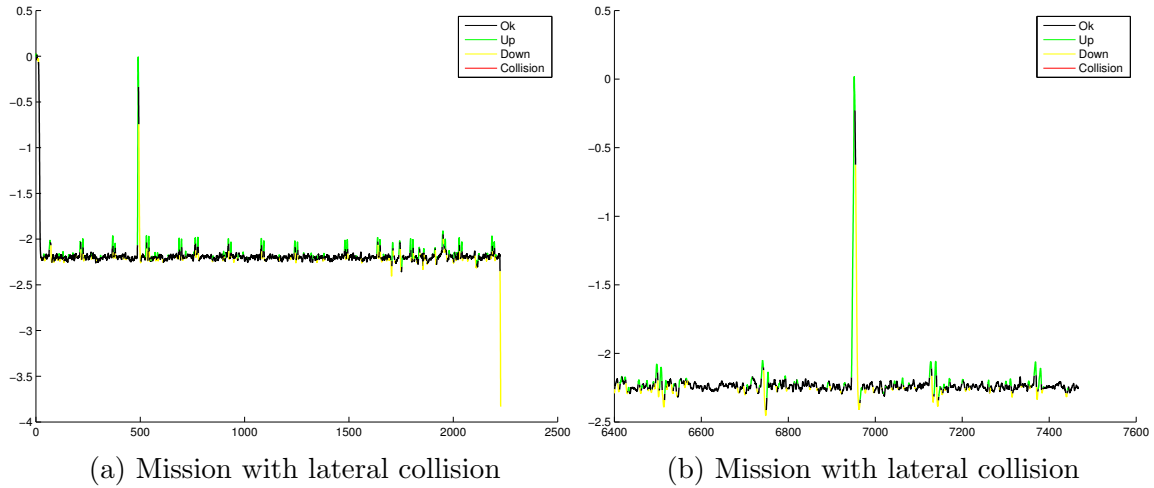 0.5
0
−0.5
−1
−1.5
−2
−2.5
−3
−3.5
−4
0 500 1000 1500 2000 2500
Ok
Up
Down
Collision
(a) Mission with lateral collision
0.5
0
−0.5
−1
−1.5
−2
−2.5
6400 6600 6800 7000 7200 7400 7600
Ok
Up
Down
Collision
(b) Mission with lateral collision